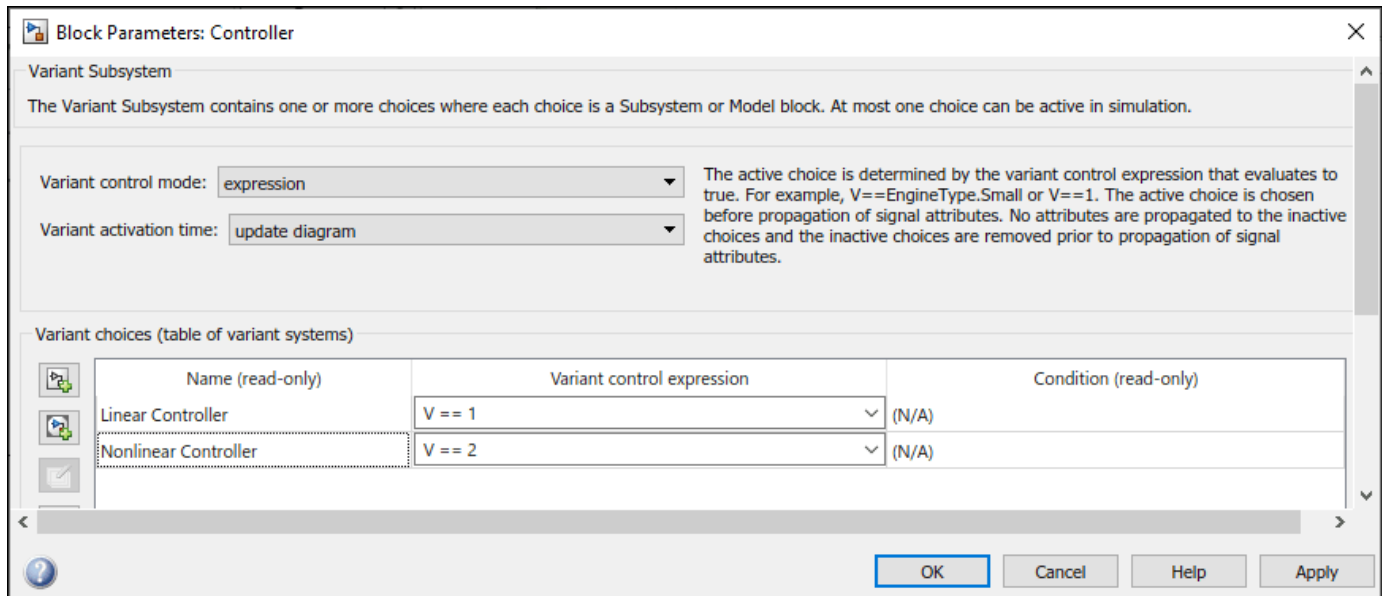 Block Parameters: Controller
Variant Subsystem
The Variant Subsystem contains one or more choices where each choice is a Subsystem or Model block. At most one choice can be active in simulation.
Variant control mode: expression
Variant activation time: update diagram
The active choice is determined by the variant control expression that evaluates to
true. For example, V==EngineType.Small or V==1. The active choice is chosen
before propagation of signal attributes. No attributes are propagated to the inactive
choices and the inactive choices are removed prior to propagation of signal
attributes.
Variant choices (table of variant systems)
Name (read-only) Variant control expression Condition (read-only)
Linear Controller V == 1 (N/A)
Nonlinear Controller V == 2 (N/A)
? OK Cancel Help Apply